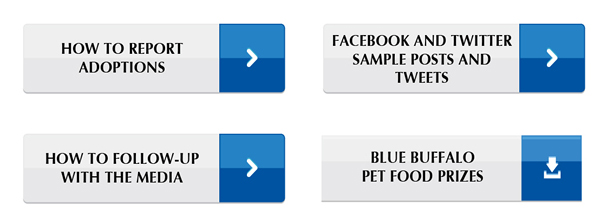 HOW TO REPORT
ADOPTIONS
FACEBOOK AND TWITTER
SAMPLE POSTS AND
TWEETS
HOW TO FOLLOW-UP
WITH THE MEDIA
BLUE BUFFALO
PET FOOD PRIZES